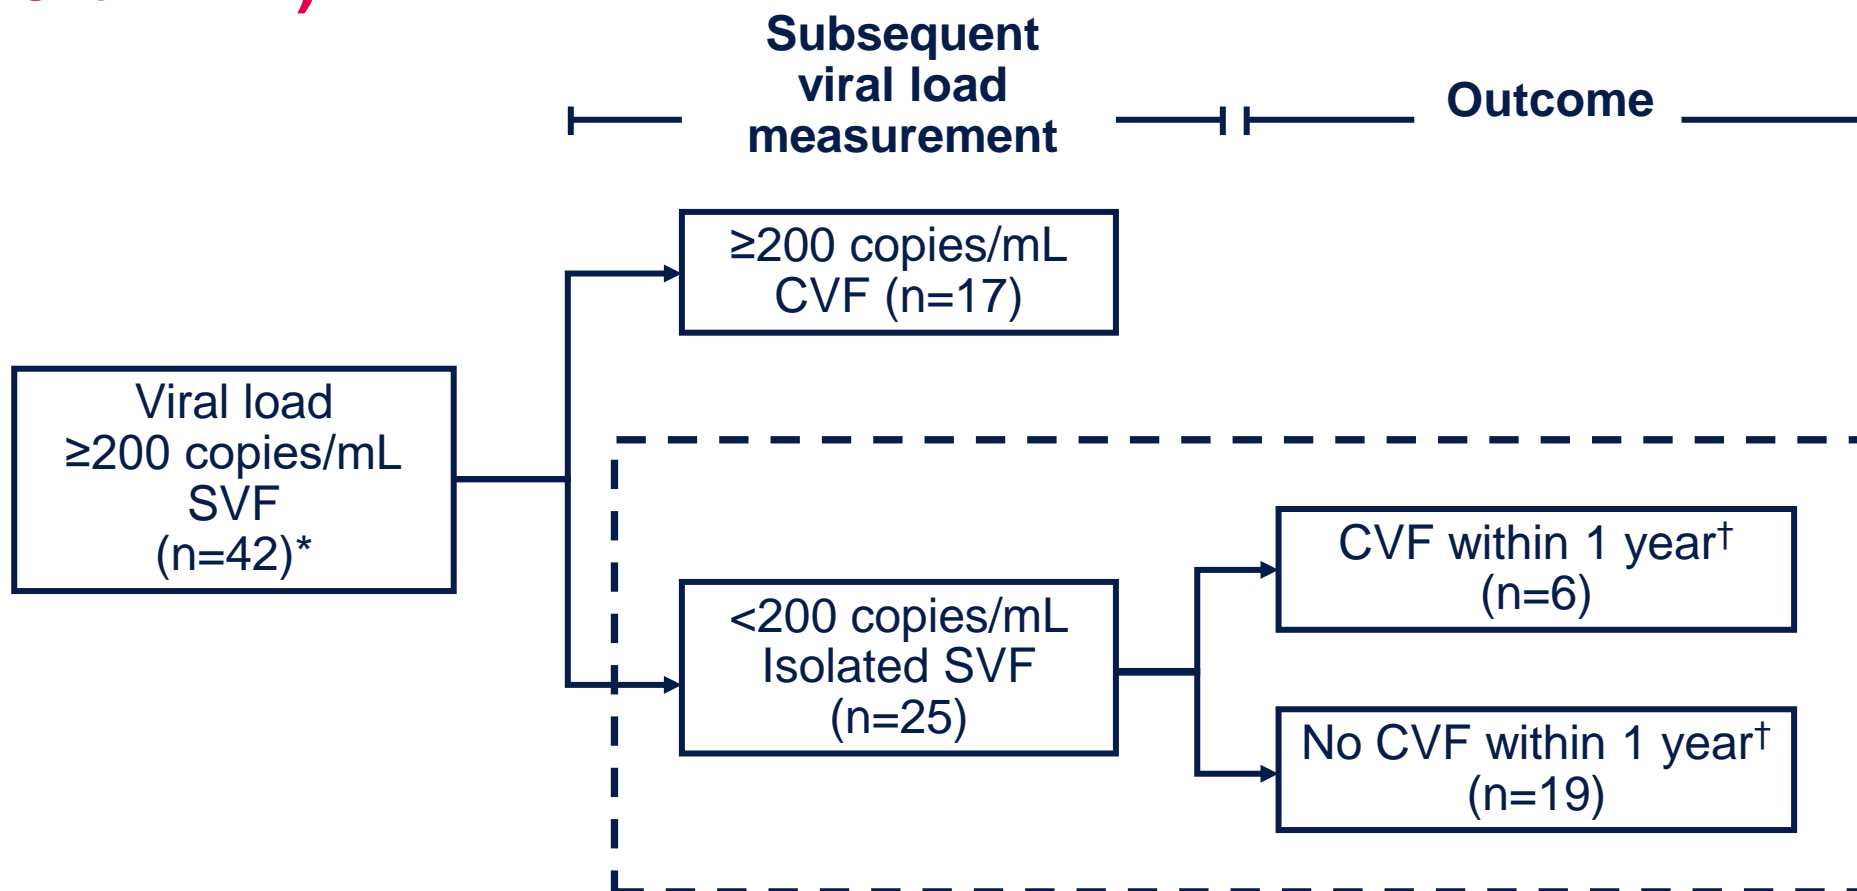 Subsequent
viral load
measurement
Outcome
≥200 copies/mL
CVF (n=17)
Viral load
≥200 copies/mL
SVF
(n=42)*
<200 copies/mL
Isolated SVF
(n=25)
CVF within 1 year†
(n=6)
No CVF within 1 year†
(n=19)